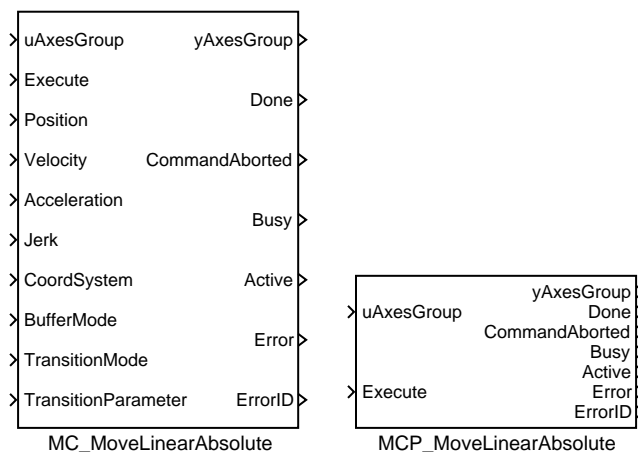 uAxesGroup yAxesGroup
Execute
Done
Position
Velocity CommandAborted
Acceleration
Busy
Jerk
CoordSystem Active
BufferMode
Error
TransitionMode
TransitionParameter ErrorID
MC_MoveLinearAbsolute
yAxesGroup
uAxesGroup Done
CommandAborted
Busy
Active
Execute Error
ErrorID
MCP_MoveLinearAbsolute